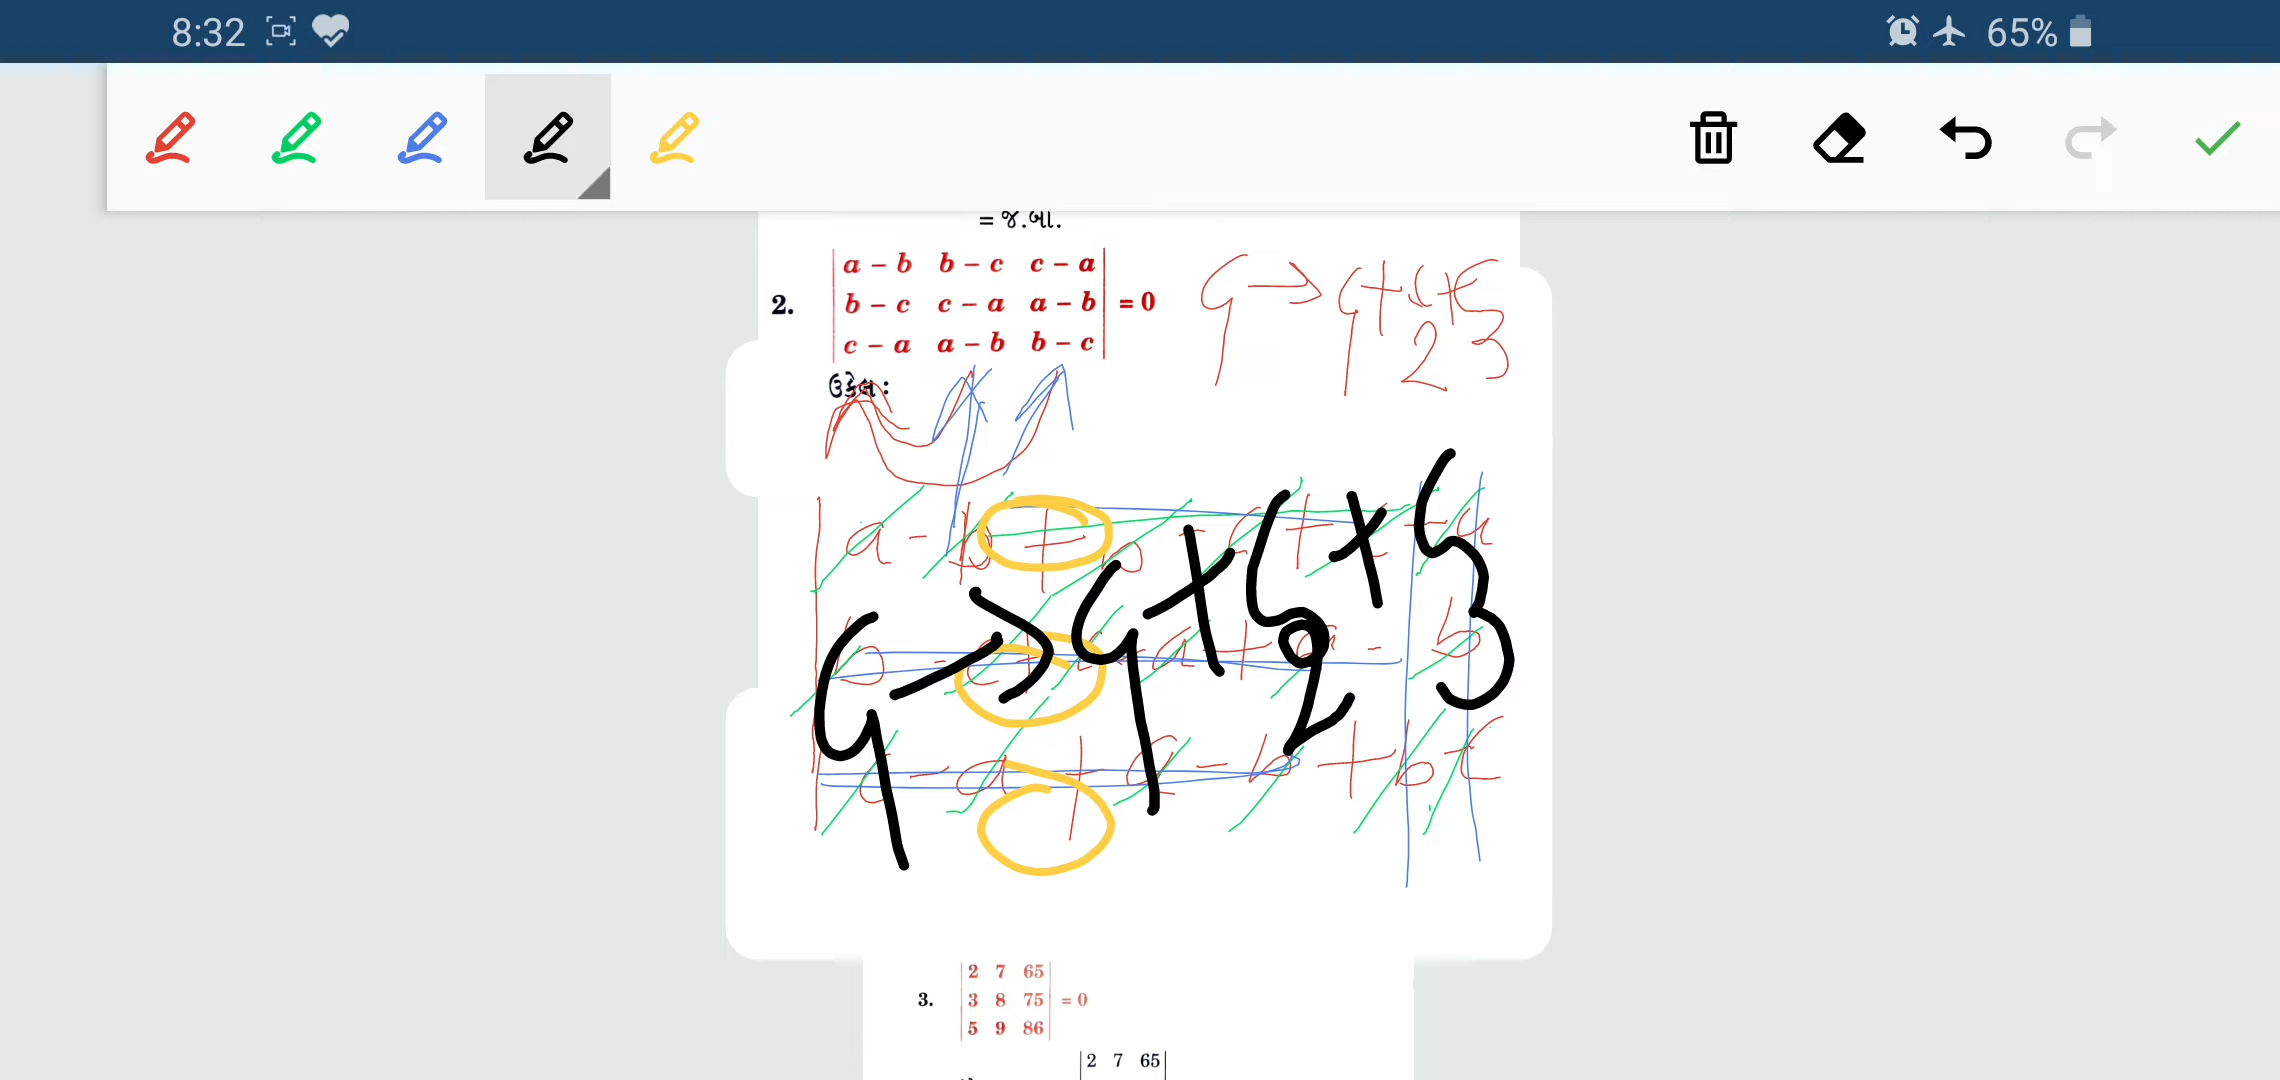 8:32 65%
= જ.બા.
2. | a − b b − c c − a |
| b − c c − a a − b | = 0
| c − a a − b b − c |
C1 → C1 + C2 + C3
ઉકેલ :
| a - b + b - c + c - a
b - c + c - a + a - b
c - a + a - b + b - c
C1 → C1 + C2 + C3
3. | 2 7 65 |
| 3 8 75 | = 0
| 5 9 86 |
| 2 7 65 |